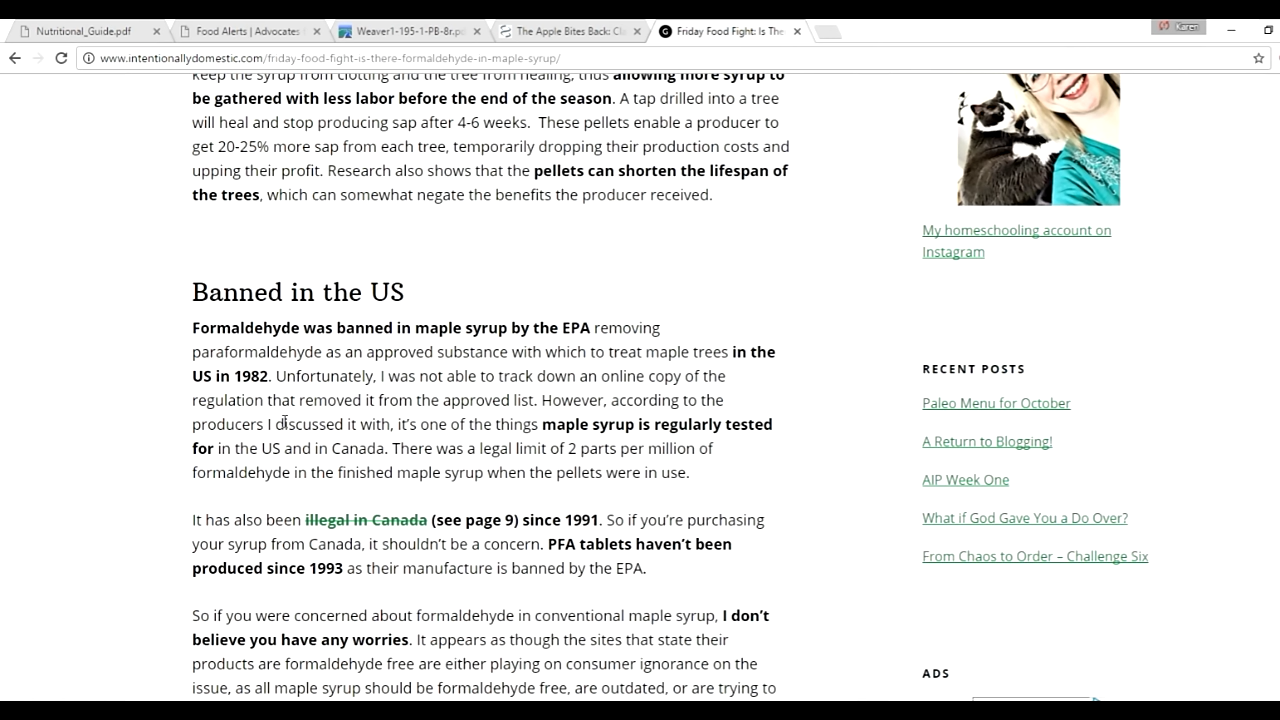 Nutritional_Guide.pdf
Food Alerts | Advocates
Weaver1-195-1-PB-8r.p
The Apple Bites Back: Cl
Friday Food Fight: Is The
Karen
www.intentionallydomestic.com/friday-food-fight-is-there-formaldehyde-in-maple-syrup/
keep the syrup from clotting and the tree from healing, thus allowing more syrup to
be gathered with less labor before the end of the season. A tap drilled into a tree
will heal and stop producing sap after 4-6 weeks. These pellets enable a producer to
get 20-25% more sap from each tree, temporarily dropping their production costs and
upping their profit. Research also shows that the pellets can shorten the lifespan of
the trees, which can somewhat negate the benefits the producer received.
Banned in the US
Formaldehyde was banned in maple syrup by the EPA removing
paraformaldehyde as an approved substance with which to treat maple trees in the
US in 1982. Unfortunately, I was not able to track down an online copy of the
regulation that removed it from the approved list. However, according to the
producers I discussed it with, it's one of the things maple syrup is regularly tested
for in the US and in Canada. There was a legal limit of 2 parts per million of
formaldehyde in the finished maple syrup when the pellets were in use.
It has also been illegal in Canada (see page 9) since 1991. So if you're purchasing
your syrup from Canada, it shouldn't be a concern. PFA tablets haven't been
produced since 1993 as their manufacture is banned by the EPA.
So if you were concerned about formaldehyde in conventional maple syrup, I don't
believe you have any worries. It appears as though the sites that state their
products are formaldehyde free are either playing on consumer ignorance on the
issue, as all maple syrup should be formaldehyde free, are outdated, or are trying to
My homeschooling account on
Instagram
RECENT POSTS
Paleo Menu for October
A Return to Blogging!
AIP Week One
What if God Gave You a Do Over?
From Chaos to Order – Challenge Six
ADS